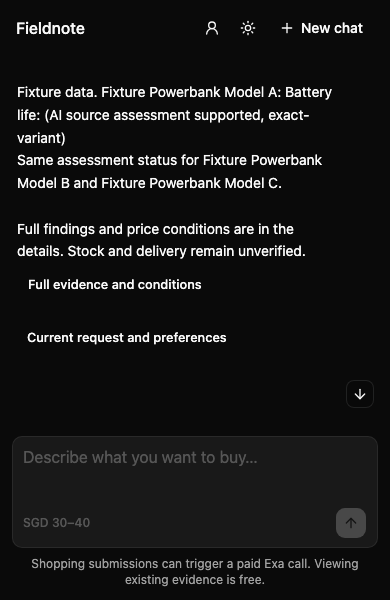 Fieldnote
New chat
Fixture data. Fixture Powerbank Model A: Battery
life: (AI source assessment supported, exact-
variant)
Same assessment status for Fixture Powerbank
Model B and Fixture Powerbank Model C.
Full findings and price conditions are in the
details. Stock and delivery remain unverified.
Full evidence and conditions
Current request and preferences
Describe what you want to buy...
SGD 30–40
Shopping submissions can trigger a paid Exa call. Viewing
existing evidence is free.